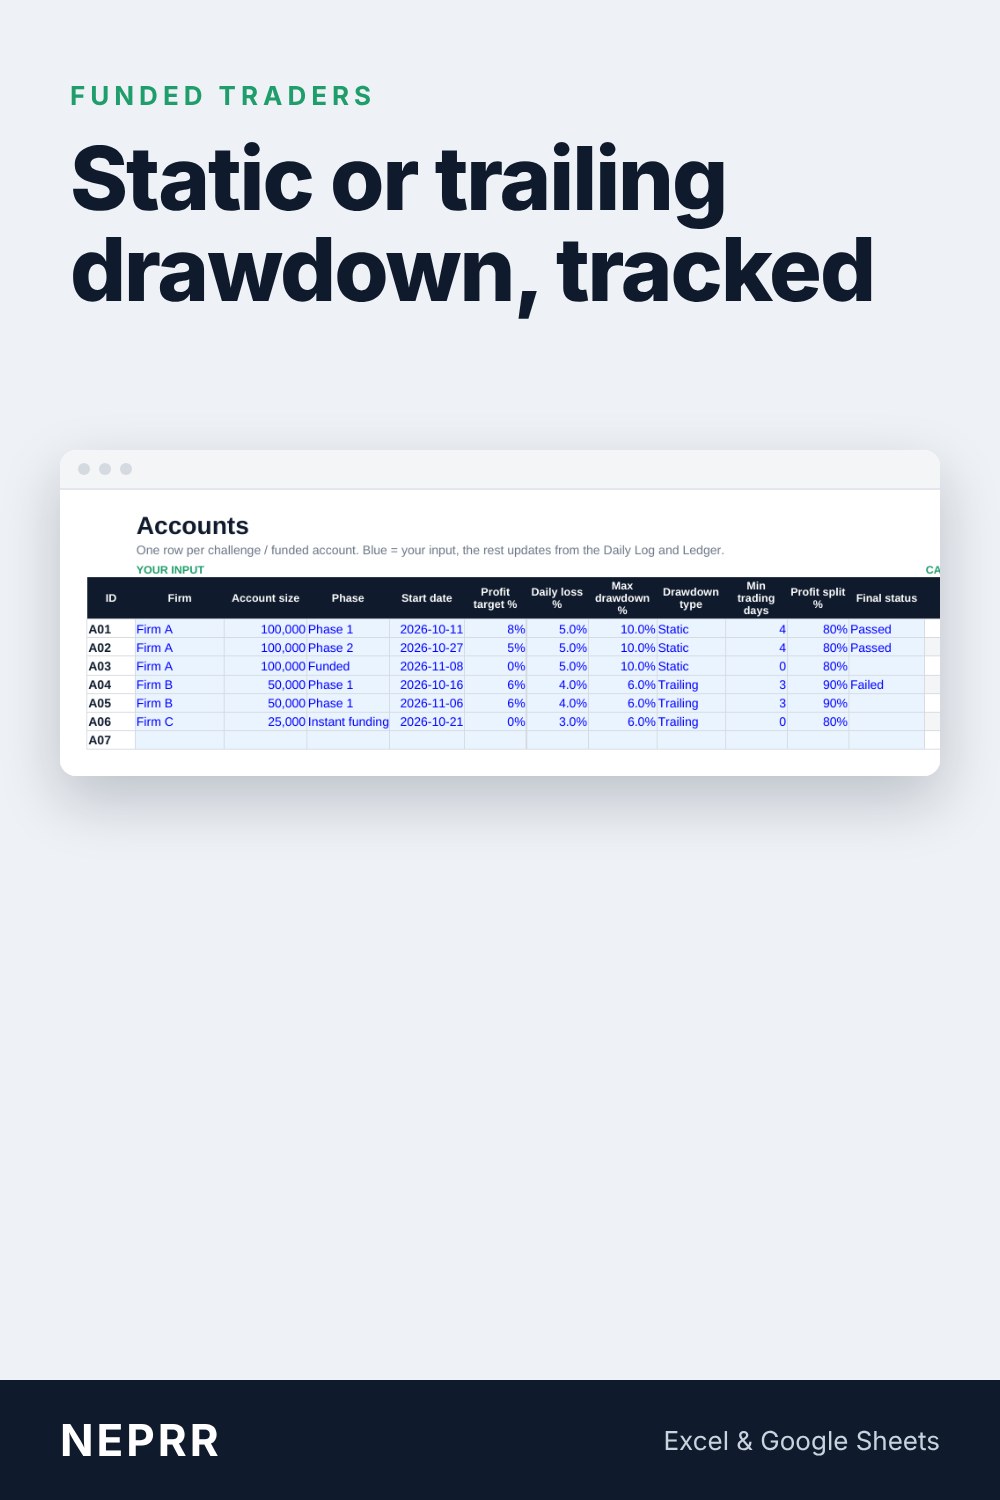 FUNDED TRADERS
Static or trailing
drawdown, tracked
Accounts
One row per challenge / funded account. Blue = your input, the rest updates from the Daily Log and Ledger.
YOUR INPUT CA
ID Firm Account size Phase Start date Profit target % Daily loss % Max drawdown % Drawdown type Min trading days Profit split % Final status
A01 Firm A 100,000 Phase 1 2026-10-11 8% 5.0% 10.0% Static 4 80% Passed
A02 Firm A 100,000 Phase 2 2026-10-27 5% 5.0% 10.0% Static 4 80% Passed
A03 Firm A 100,000 Funded 2026-11-08 0% 5.0% 10.0% Static 0 80%
A04 Firm B 50,000 Phase 1 2026-10-16 6% 4.0% 6.0% Trailing 3 90% Failed
A05 Firm B 50,000 Phase 1 2026-11-06 6% 4.0% 6.0% Trailing 3 90%
A06 Firm C 25,000 Instant funding 2026-10-21 0% 3.0% 6.0% Trailing 0 80%
A07
NEPRR Excel & Google Sheets